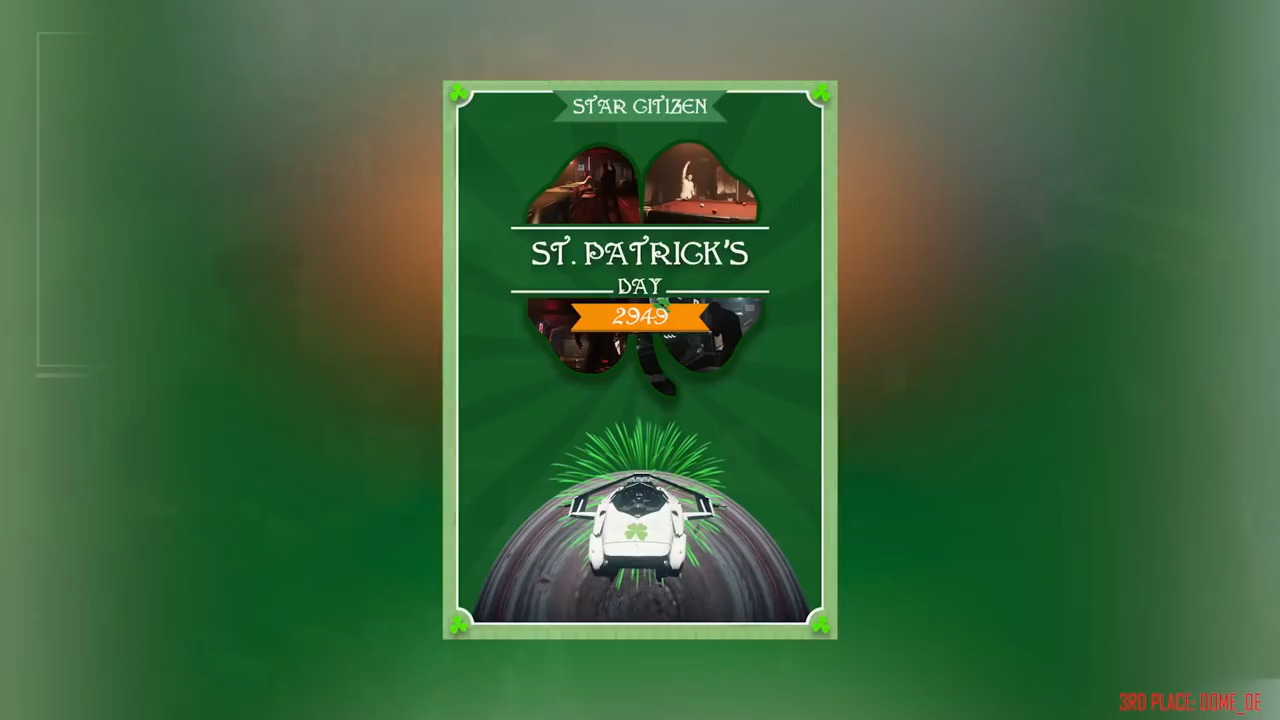 STAR CITIZEN
ST. PATRICK'S
DAY
2949
3RD PLACE: DOME_DE